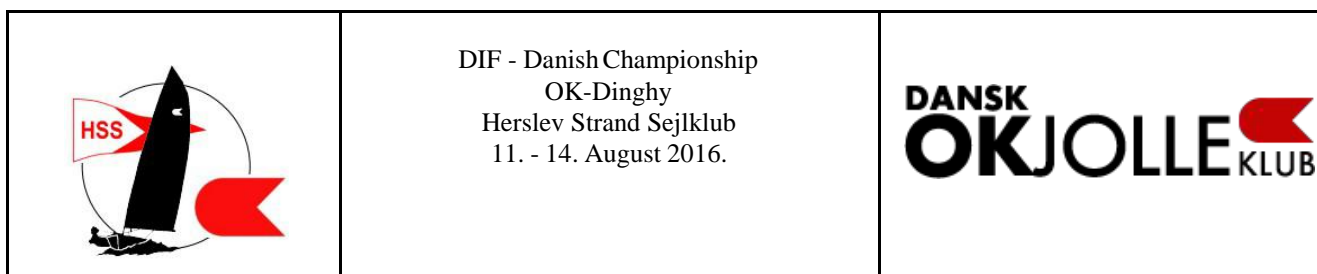 HSS
DIF - Danish Championship
OK-Dinghy
Herslev Strand Sejlklub
11. - 14. August 2016.
DANSK
OKJOLLE
KLUB